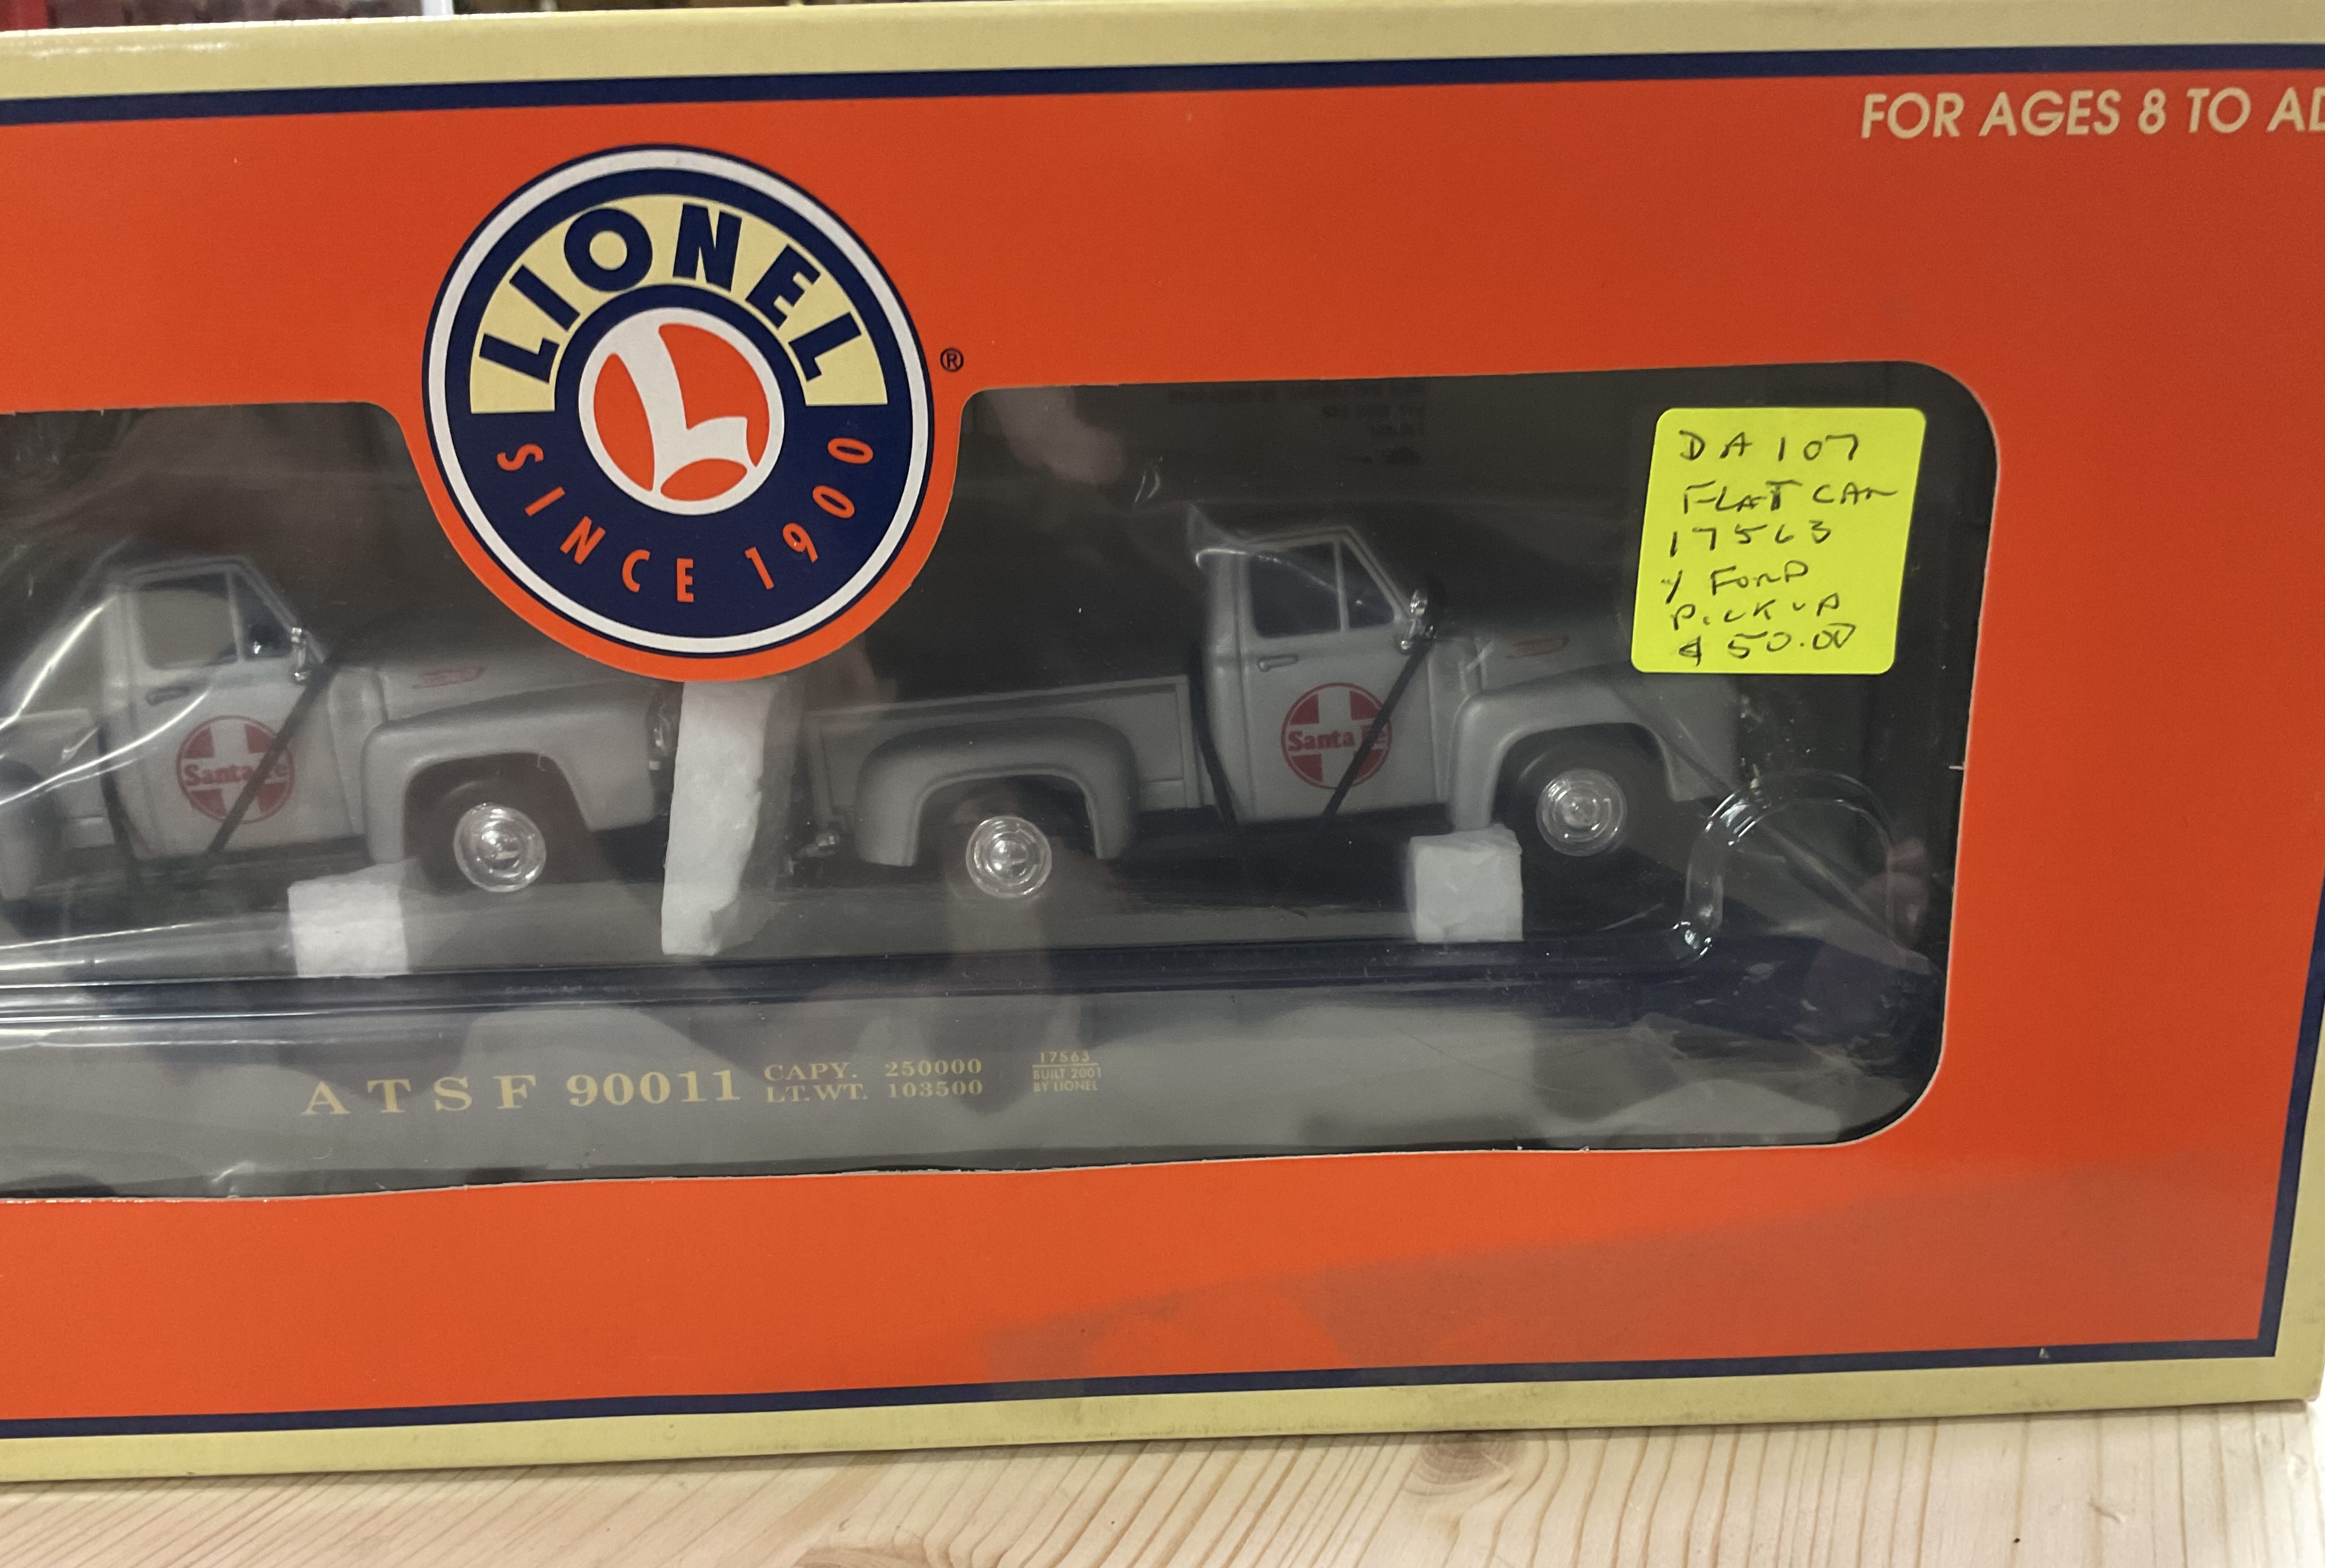 FOR AGES 8 TO AD
LIONEL
L
SINCE 1900
®
DA 107
FLAT CAR
17563
FORD
PICKUP
$50.00
Santa Fe
Santa Fe
ATSF 90011 CAPY. 250000
LT. WT. 103500
17563
BUILT 2001
BY LIONEL